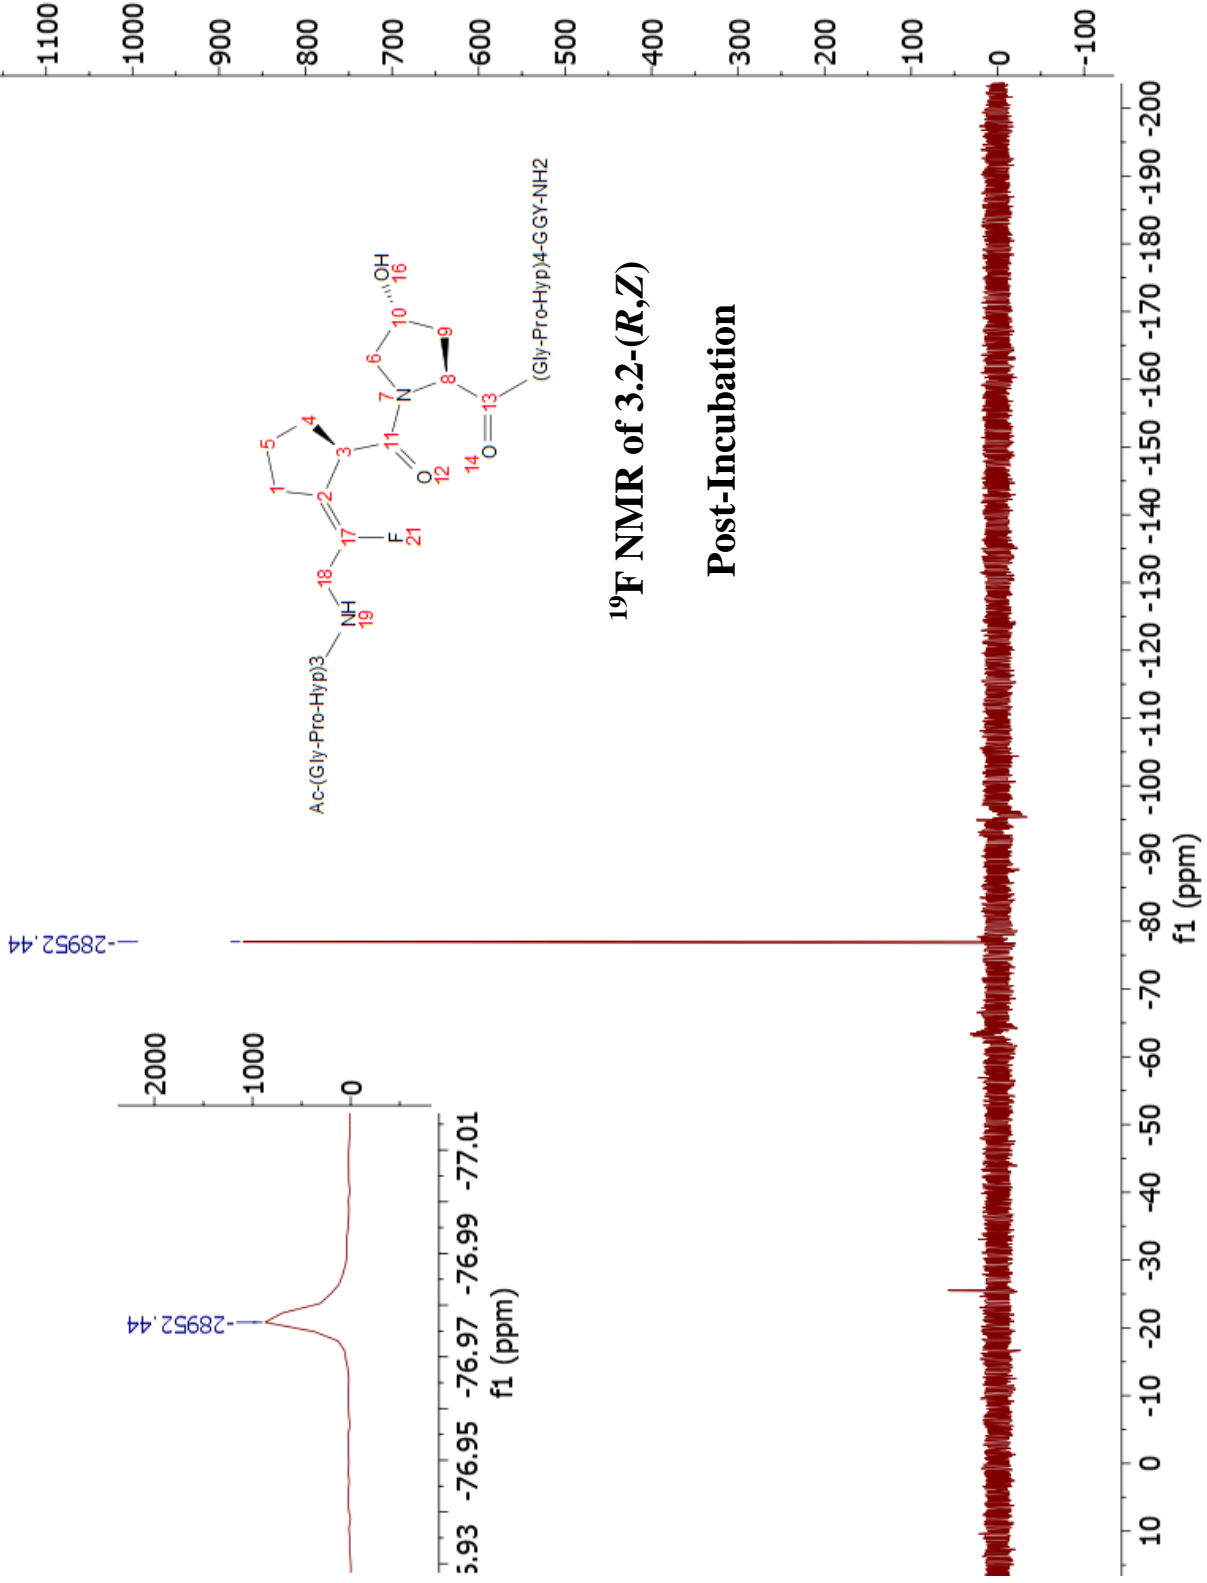 1100
1000
900
800
700
600
500
400
300
200
100
0
-100
-28952.44
Ac-(Gly-Pro-Hyp)3
NH
19
18
17
F
21
2
1
5
4
3
11
O
12
7
N
6
10
OH
16
9
8
13
O
14
(Gly-Pro-Hyp)4-GGY-NH2
19F NMR of 3.2-(R,Z)
Post-Incubation
2000
1000
0
-28952.44
5.93 -76.95 -76.97 -76.99 -77.01
f1 (ppm)
10 0 -10 -20 -30 -40 -50 -60 -70 -80 -90 -100 -110 -120 -130 -140 -150 -160 -170 -180 -190 -200
f1 (ppm)